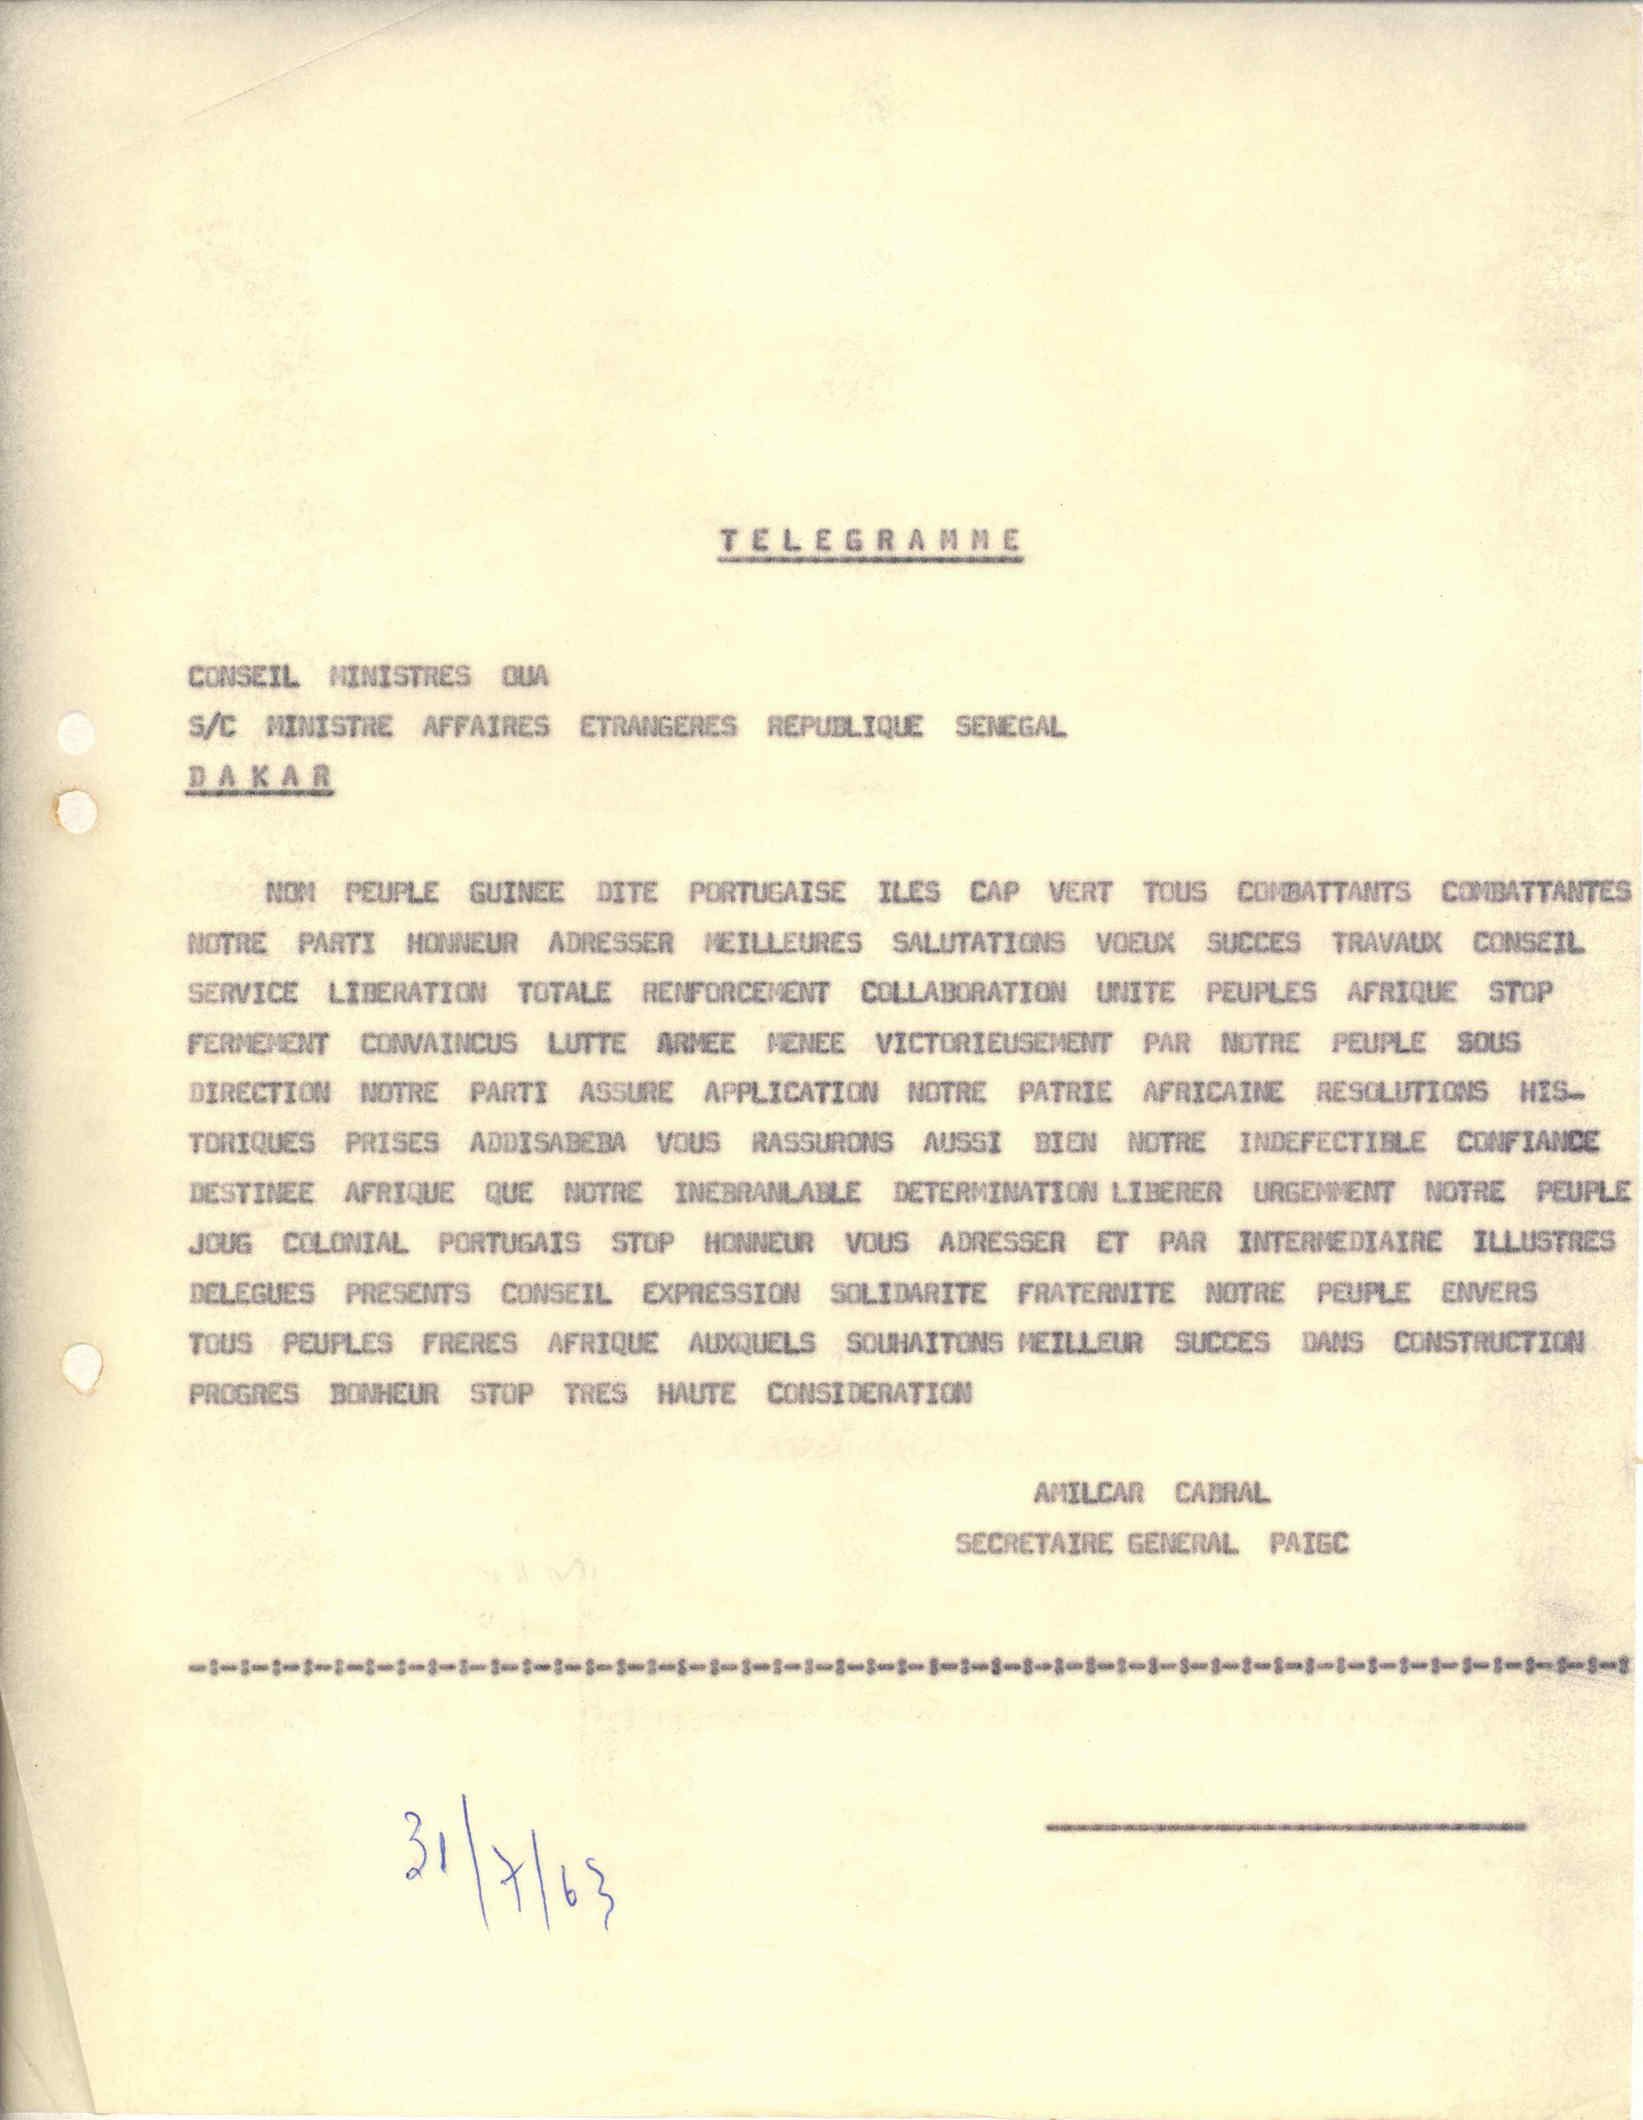 TELEGRAMME
CONSEIL MINISTRES OUA
S/C MINISTRE AFFAIRES ETRANGERES REPUBLIQUE SENEGAL
DAKAR
NOM PEUPLE GUINEE DITE PORTUGAISE ILES CAP VERT TOUS COMBATTANTS COMBATTANTES
NOTRE PARTI HONNEUR ADRESSER MEILLEURES SALUTATIONS VOEUX SUCCES TRAVAUX CONSEIL
SERVICE LIBERATION TOTALE RENFORCEMENT COLLABORATION UNITE PEUPLES AFRIQUE STOP
FERMEMENT CONVAINCUS LUTTE ARMEE MENEE VICTORIEUSEMENT PAR NOTRE PEUPLE SOUS
DIRECTION NOTRE PARTI ASSURE APPLICATION NOTRE PATRIE AFRICAINE RESOLUTIONS HIS-
TORIQUES PRISES ADDISABEBA VOUS RASSURONS AUSSI BIEN NOTRE INDEFECTIBLE CONFIANCE
DESTINEE AFRIQUE QUE NOTRE INEBRANLABLE DETERMINATION LIBERER URGEMMENT NOTRE PEUPLE
JOUG COLONIAL PORTUGAIS STOP HONNEUR VOUS ADRESSER ET PAR INTERMEDIAIRE ILLUSTRES
DELEGUES PRESENTS CONSEIL EXPRESSION SOLIDARITE FRATERNITE NOTRE PEUPLE ENVERS
TOUS PEUPLES FRERES AFRIQUE AUXQUELS SOUHAITONS MEILLEUR SUCCES DANS CONSTRUCTION
PROGRES BONHEUR STOP TRES HAUTE CONSIDERATION
AMILCAR CABRAL
SECRETAIRE GENERAL PAIGC
-:-:-:-:-:-:-:-:-:-:-:-:-:-:-:-:-:-:-:-:-:-:-:-:-:-:-:-:-:-:-:-:-:-:-:-:-:-:-:-:-:-:-:-:-:-:
31/7/63